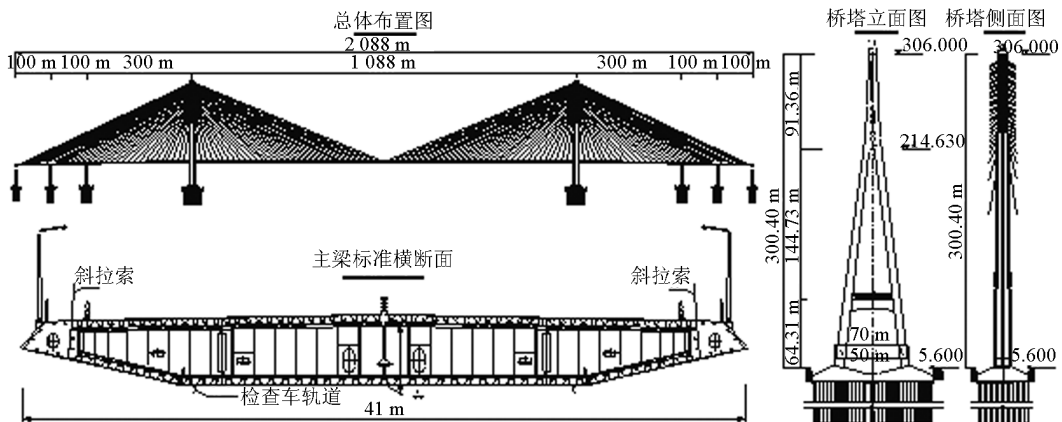 总体布置图
2 088 m
100 m 100 m 300 m 1 088 m 300 m 100 m 100 m
主梁标准横断面
斜拉索
斜拉索
检查车轨道
41 m
桥塔立面图
306.000
91.36 m
214.630
300.40 m
144.73 m
64.31 m
70 m
50 m
5.600
桥塔侧面图
306.000
300.40 m
5.600